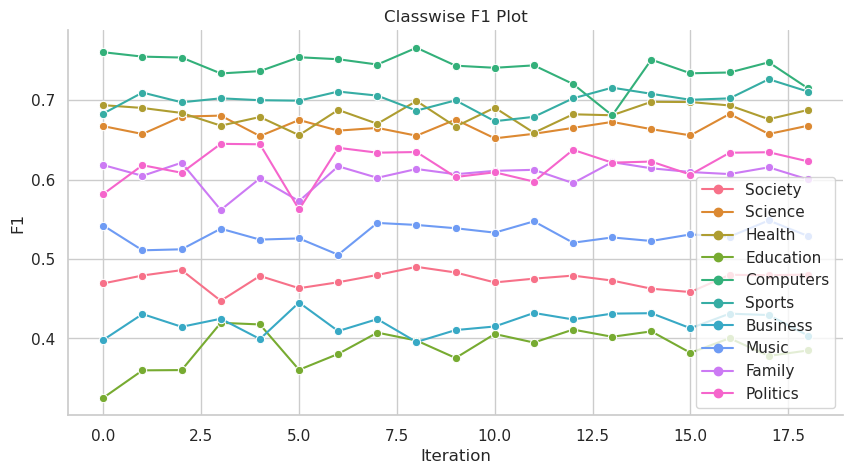 Classwise F1 Plot
F1
0.7
0.6
0.5
0.4
0.0
2.5
5.0
7.5
10.0
12.5
15.0
17.5
Iteration
Society
Science
Health
Education
Computers
Sports
Business
Music
Family
Politics